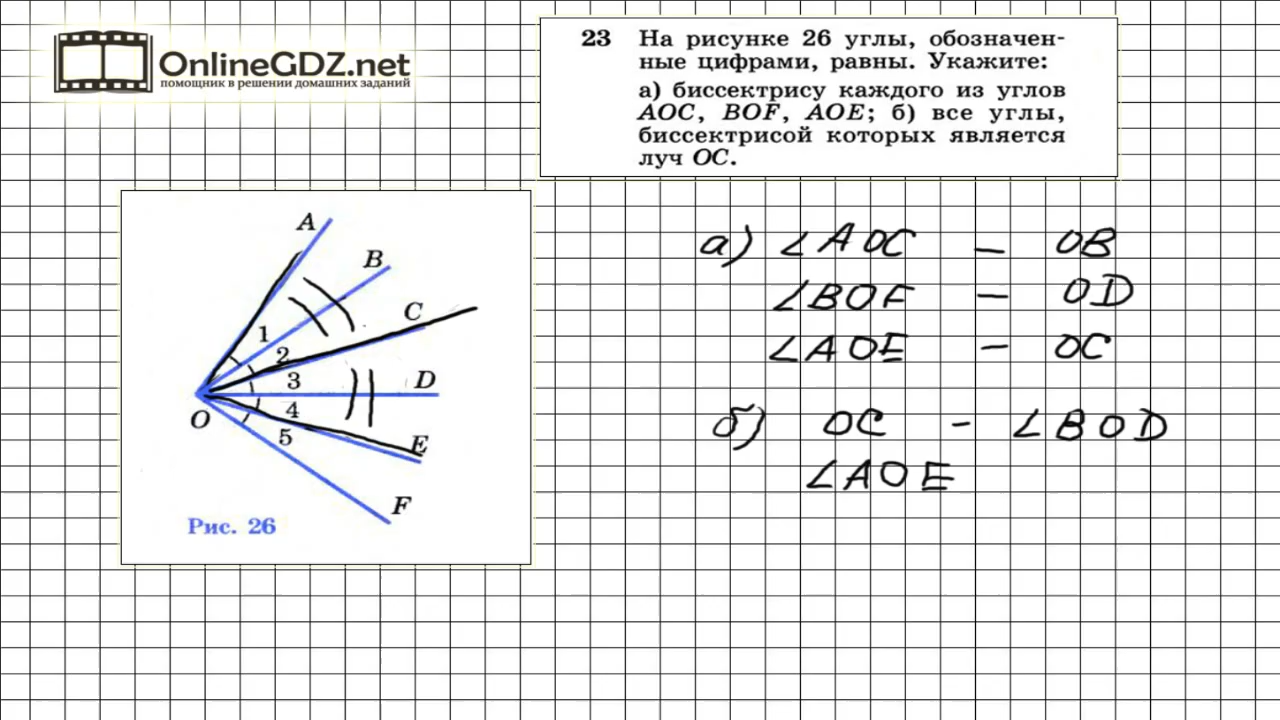 OnlineGDZ.net
помощник в решении домашних заданий
23 На рисунке 26 углы, обозначен-
ные цифрами, равны. Укажите:
а) биссектрису каждого из углов
AOC, BOF, AOE; б) все углы,
биссектрисой которых является
луч OC.
A
B
C
1
2
3
D
O
4
5
E
F
Рис. 26
а) ∠AOC – OB
∠BOF – OD
∠AOE – OC
б) OC – ∠BOD
∠AOE